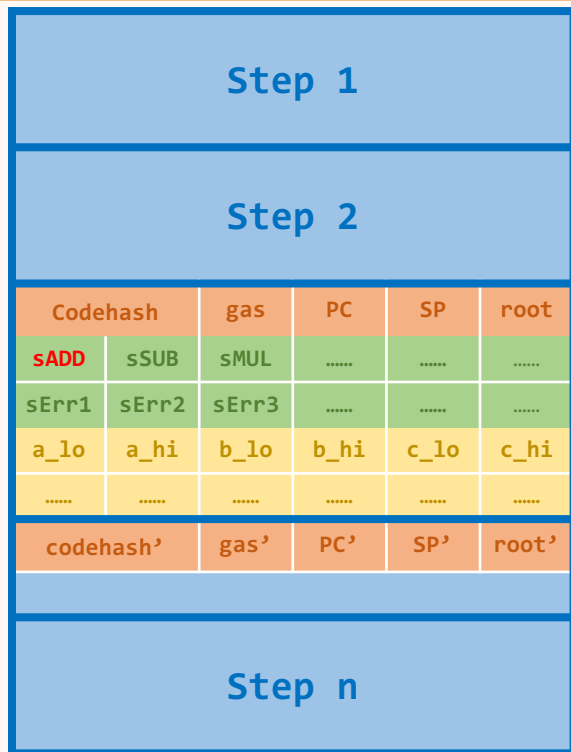 Step 1
Step 2
Codehash gas PC SP root
sADD sSUB sMUL …… …… ……
sErr1 sErr2 sErr3 …… …… ……
a_lo a_hi b_lo b_hi c_lo c_hi
…… …… …… …… …… ……
codehash’ gas’ PC’ SP’ root’
Step n